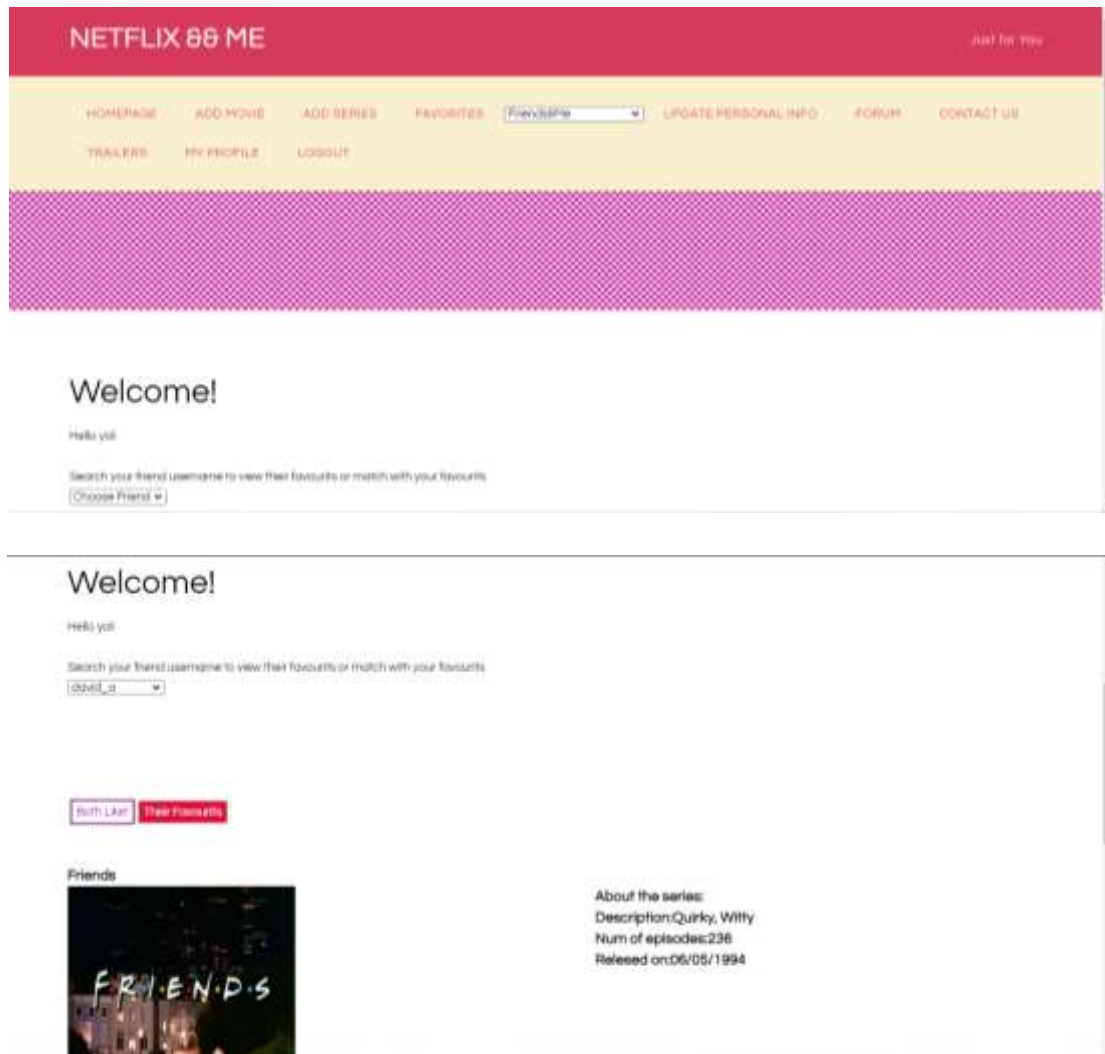 NETFLIX && ME
Just for You
HOMEPAGE ADD MOVIE ADD SERIES FAVORITES Friends&Me UPDATE PERSONAL INFO FORUM CONTACT US
TRAILERS MY PROFILE LOGOUT
Welcome!
Hello
Search your friend username to view their favourits or match with your favourits
Choose Friend
Welcome!
Hello
Search your friend username to view their favourits or match with your favourits
david_a
Both Like! Their Favourits
Friends
About the series:
Description:Quirky, Witty
Num of episodes:236
Relesed on:06/05/1994
F·R·I·E·N·D·S